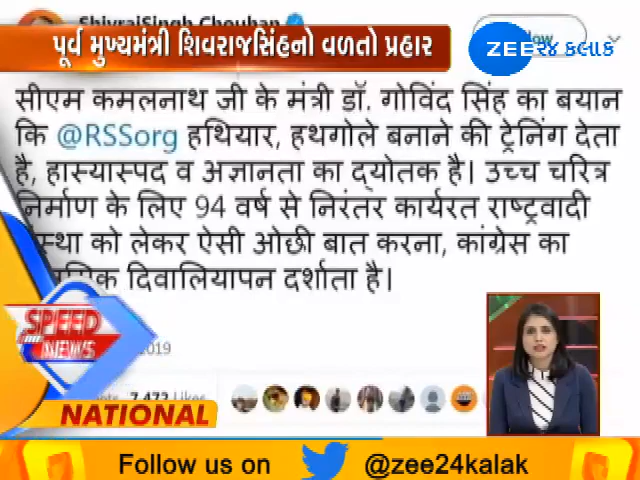 ShivrajSingh Chouhan
પૂર્વ મુખ્યમંત્રી શિવરાજસિંહનો વળતો પ્રહાર
ZEE ૨૪ કલાક
सीएम कमलनाथ जी के मंत्री डॉ. गोविंद सिंह का बयान
कि @RSSorg हथियार, हथगोले बनाने की ट्रेनिंग देता
है, हास्यास्पद व अज्ञानता का द्योतक है। उच्च चरित्र
निर्माण के लिए 94 वर्ष से निरंतर कार्यरत राष्ट्रवादी
को लेकर ऐसी ओछी बात करना, कांग्रेस का
दिवालियापन दर्शाता है।
2019
7,472 Likes
SPEED
NEWS
NATIONAL
Follow us on @zee24kalak